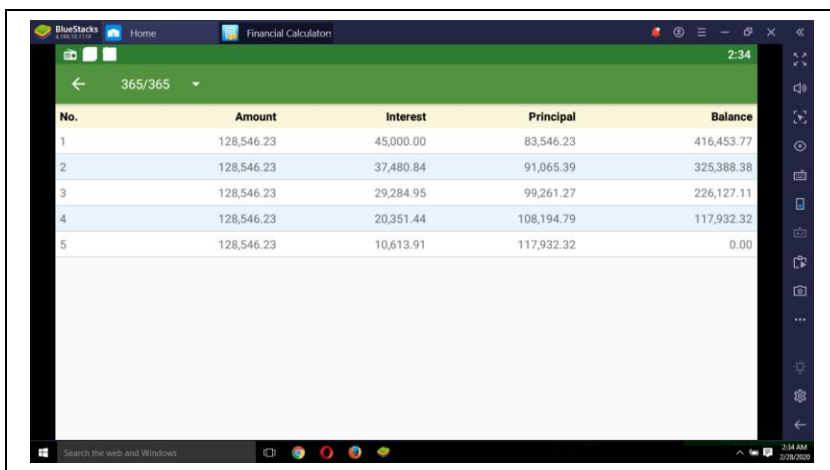 BlueStacks Home Financial Calculators
4.180.10.1119
2:34
365/365
No. Amount Interest Principal Balance
1 128,546.23 45,000.00 83,546.23 416,453.77
2 128,546.23 37,480.84 91,065.39 325,388.38
3 128,546.23 29,284.95 99,261.27 226,127.11
4 128,546.23 20,351.44 108,194.79 117,932.32
5 128,546.23 10,613.91 117,932.32 0.00
Search the web and Windows
2:34 AM
2/28/2020